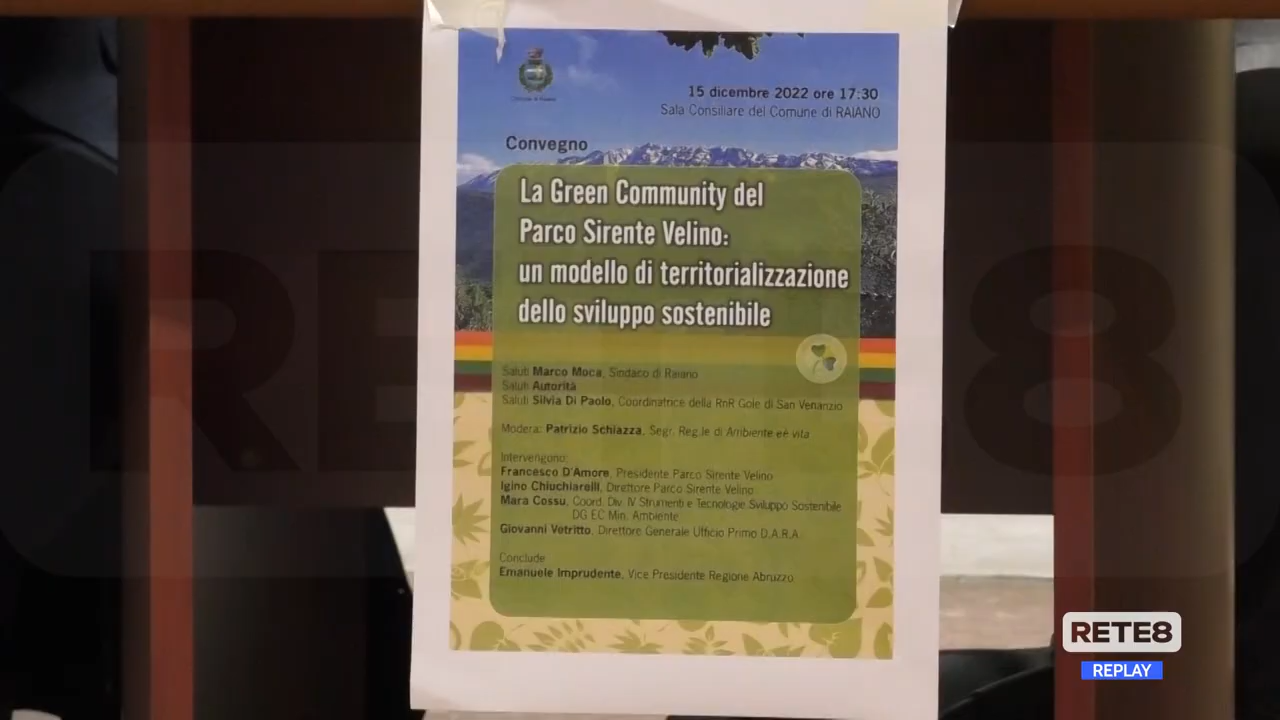 Comune di Raiano
15 dicembre 2022 ore 17:30
Sala Consiliare del Comune di RAIANO
Convegno
La Green Community del
Parco Sirente Velino:
un modello di territorializzazione
dello sviluppo sostenibile
Saluti Marco Moca, Sindaco di Raiano
Saluti Autorità
Saluti Silvia Di Paolo, Coordinatrice della RnR Gole di San Venanzio
Modera: Patrizio Schiazza, Segr. Reg.le di Ambiente eè vita
Intervengono:
Francesco D'Amore, Presidente Parco Sirente Velino
Igino Chiuchiarelli, Direttore Parco Sirente Velino
Mara Cossu, Coord. Div. IV Strumenti e Tecnologie Sviluppo Sostenibile
DG EC Min. Ambiente
Giovanni Vetritto, Direttore Generale Ufficio Primo D.A.R.A.
Conclude
Emanuele Imprudente, Vice Presidente Regione Abruzzo
RETE8
REPLAY